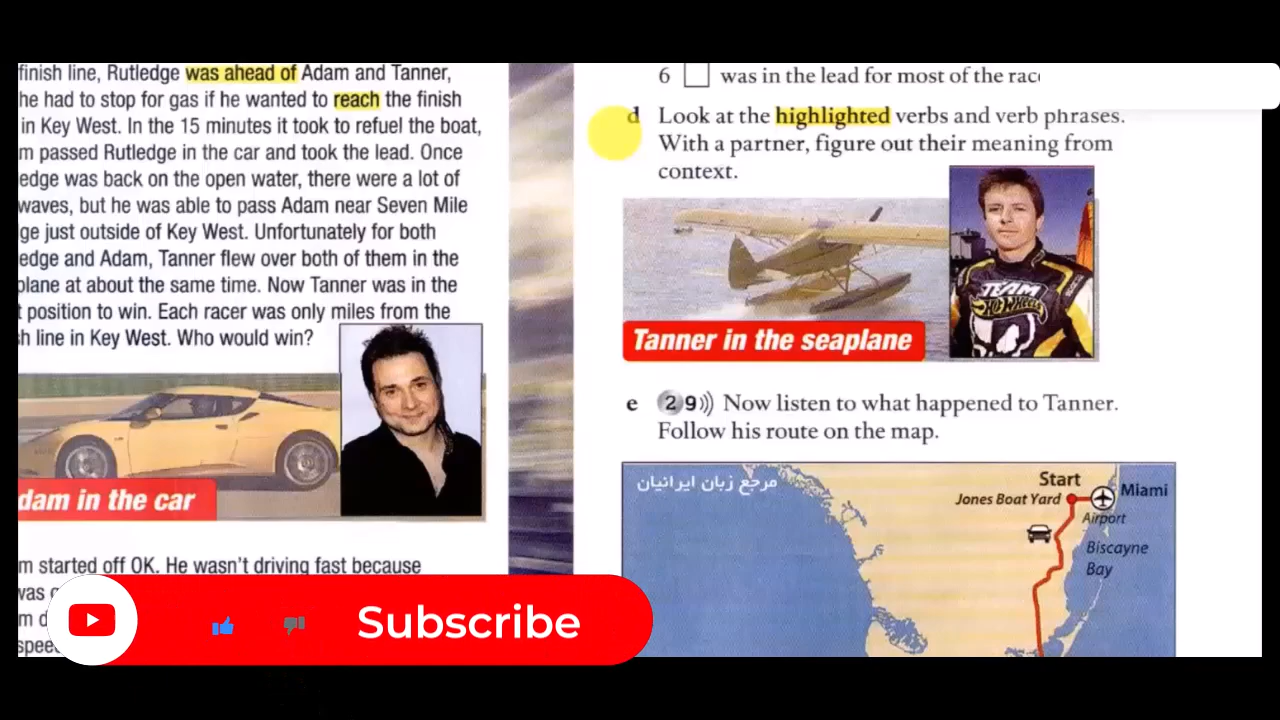 finish line, Rutledge was ahead of Adam and Tanner,
he had to stop for gas if he wanted to reach the finish
in Key West. In the 15 minutes it took to refuel the boat,
m passed Rutledge in the car and took the lead. Once
edge was back on the open water, there were a lot of
waves, but he was able to pass Adam near Seven Mile
ge just outside of Key West. Unfortunately for both
edge and Adam, Tanner flew over both of them in the
plane at about the same time. Now Tanner was in the
t position to win. Each racer was only miles from the
h line in Key West. Who would win?
dam in the car
m started off OK. He wasn't driving fast because
was
m d
spee
Subscribe
6 was in the lead for most of the race
d Look at the highlighted verbs and verb phrases.
With a partner, figure out their meaning from
context.
TEAM
HOT WHEELS
Tanner in the seaplane
e 2 9 Now listen to what happened to Tanner.
Follow his route on the map.
مرجع زبان ایرانیان
Start
Jones Boat Yard
Miami
Airport
Biscayne
Bay